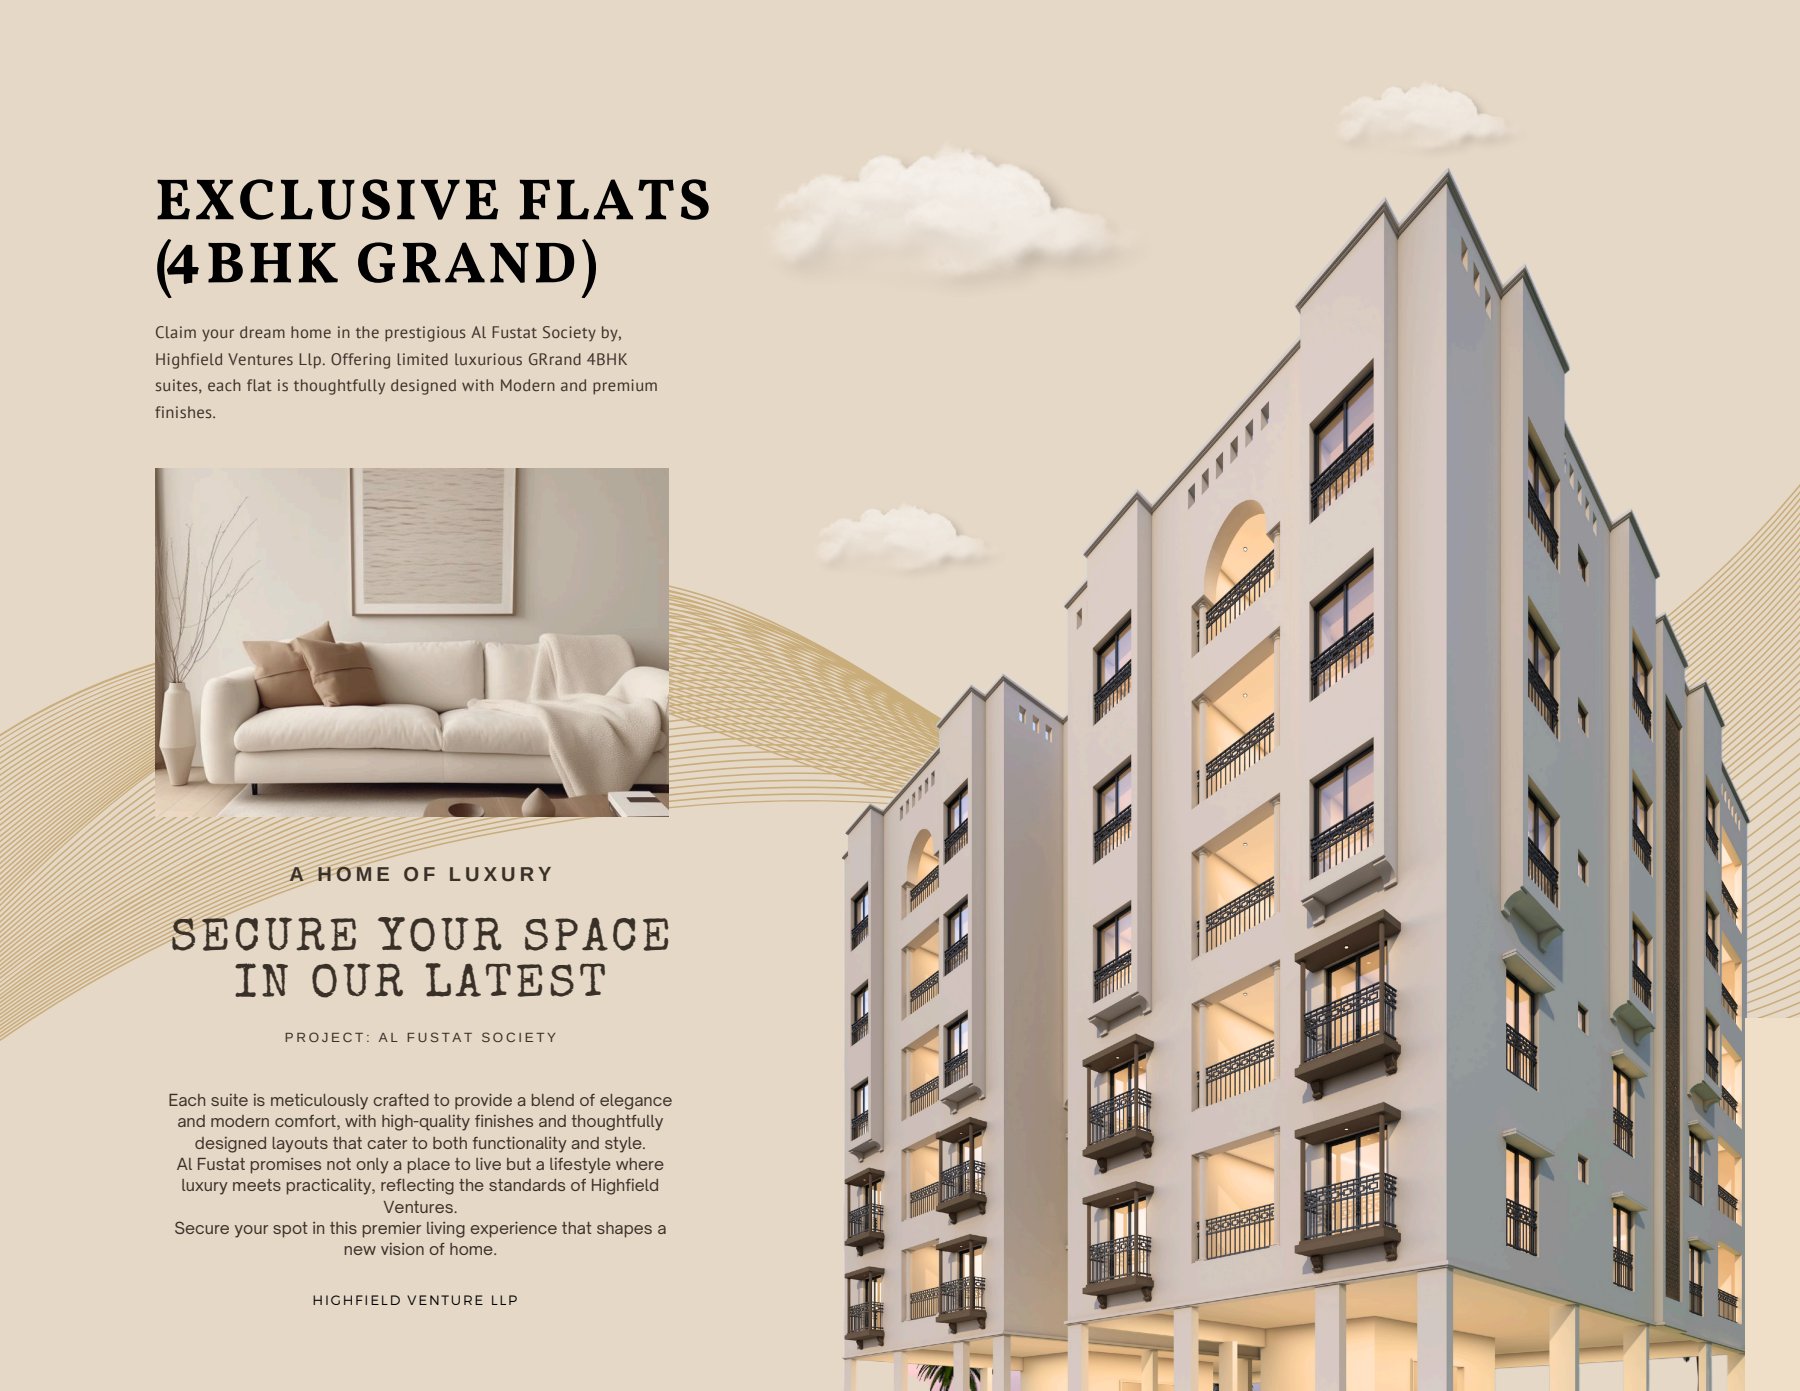 EXCLUSIVE FLATS
(4BHK GRAND)
Claim your dream home in the prestigious Al Fustat Society by,
Highfield Ventures Llp. Offering limited luxurious GRrand 4BHK
suites, each flat is thoughtfully designed with Modern and premium
finishes.
A HOME OF LUXURY
SECURE YOUR SPACE
IN OUR LATEST
PROJECT: AL FUSTAT SOCIETY
Each suite is meticulously crafted to provide a blend of elegance
and modern comfort, with high-quality finishes and thoughtfully
designed layouts that cater to both functionality and style.
Al Fustat promises not only a place to live but a lifestyle where
luxury meets practicality, reflecting the standards of Highfield
Ventures.
Secure your spot in this premier living experience that shapes a
new vision of home.
HIGHFIELD VENTURE LLP